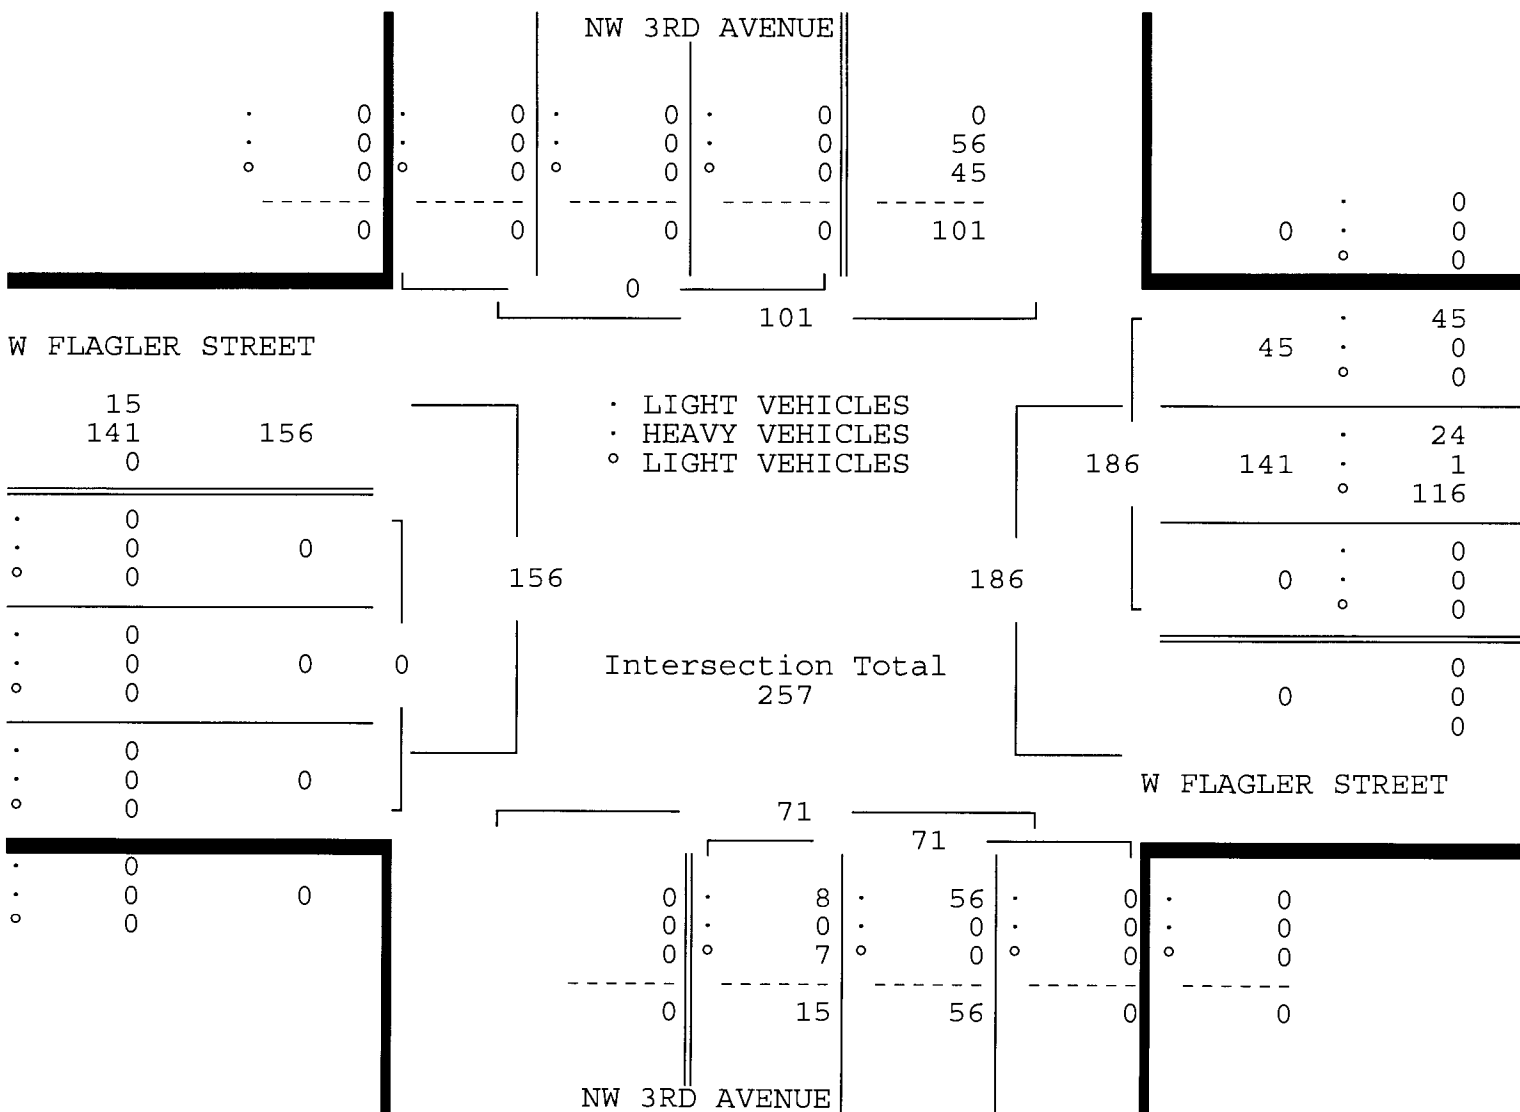 NW 3RD AVENUE
· 0 · 0 · 0 · 0 0
· 0 · 0 · 0 · 0 56
° 0 ° 0 ° 0 ° 0 45
------ ------ ------ ------ ------
0 0 0 0 101
· 0
0 · 0
° 0
0
101
W FLAGLER STREET
15
141 156
0
· 0
· 0 0
° 0
· 0
· 0 0 0
° 0
· 0
· 0 0
° 0
· 0
· 0 0
° 0
156
· LIGHT VEHICLES
· HEAVY VEHICLES
° LIGHT VEHICLES
Intersection Total
257
186
186
· 45
45 · 0
° 0
· 24
141 · 1
° 116
· 0
0 · 0
° 0
0
0 0
0
W FLAGLER STREET
71
71
0 · 8 · 56 · 0 · 0
0 · 0 · 0 · 0 · 0
0 ° 7 ° 0 ° 0 ° 0
------ ------ ------ ------ ------
0 15 56 0 0
NW 3RD AVENUE